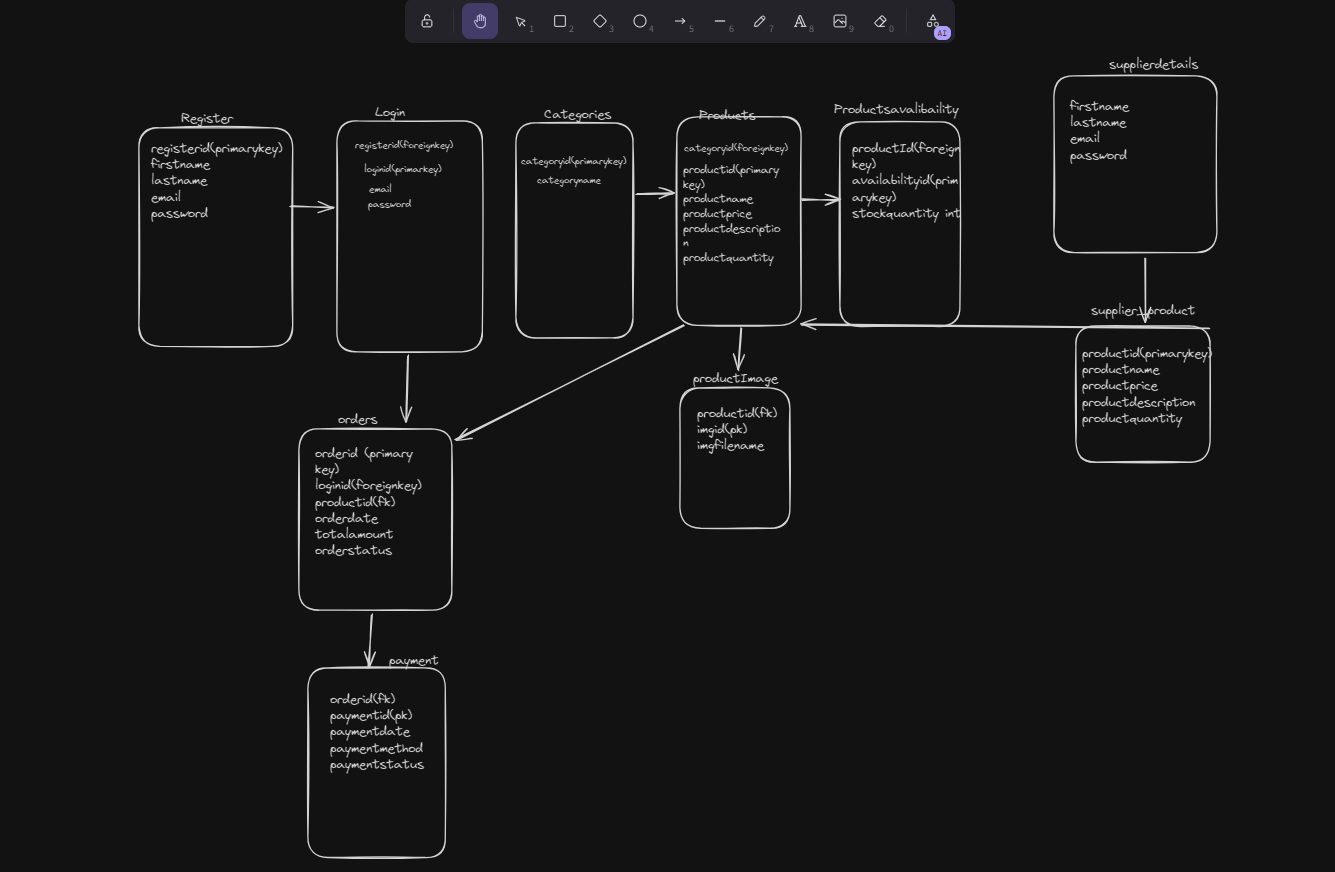 1
2
3
4
5
6
7
8
9
0
AI
Register
registerid(primarykey)
firstname
lastname
email
password
Login
registerid(foreignkey)
loginid(primarkey)
email
password
Categories
categoryid(primarykey)
categoryname
Products
categoryid(foreignkey)
productid(primary
key)
productname
productprice
productdescriptio
n
productquantity
Productsavalibaility
productId(foreign
key)
availabilityid(prim
arykey)
stockquantity int
supplierdetails
firstname
lastname
email
password
supplier_product
productid(primarykey)
productname
productprice
productdescription
productquantity
productImage
productid(fk)
imgid(pk)
imgfilename
orders
orderid (primary
key)
loginid(foreignkey)
productid(fk)
orderdate
totalamount
orderstatus
payment
orderid(fk)
paymentid(pk)
paymentdate
paymentmethod
paymentstatus